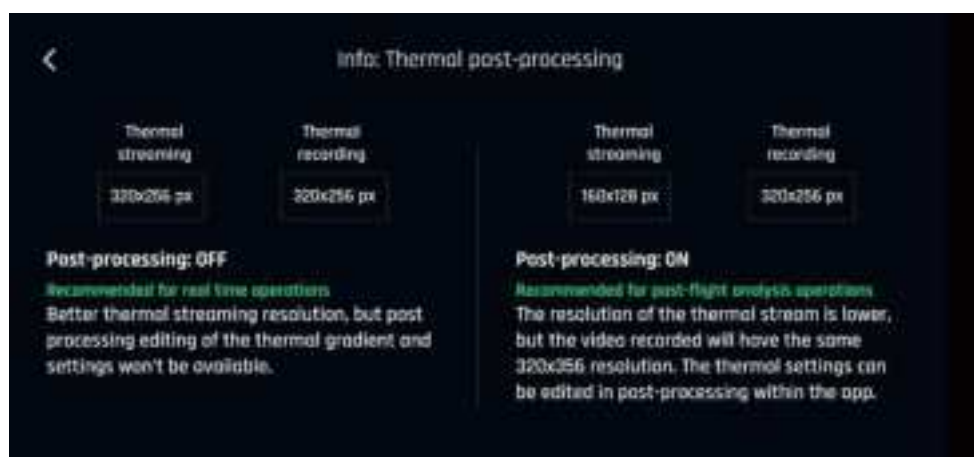 Info: Thermal post-processing
Thermal
streaming
Thermal
recording
320x256 px
320x256 px
Post-processing: OFF
Recommended for real time operations
Better thermal streaming resolution, but post
processing editing of the thermal gradient and
settings won't be available.
Thermal
streaming
Thermal
recording
160x128 px
320x256 px
Post-processing: ON
Recommended for post-flight analysis operations
The resolution of the thermal stream is lower,
but the video recorded will have the same
320x356 resolution. The thermal settings can
be edited in post-processing within the app.